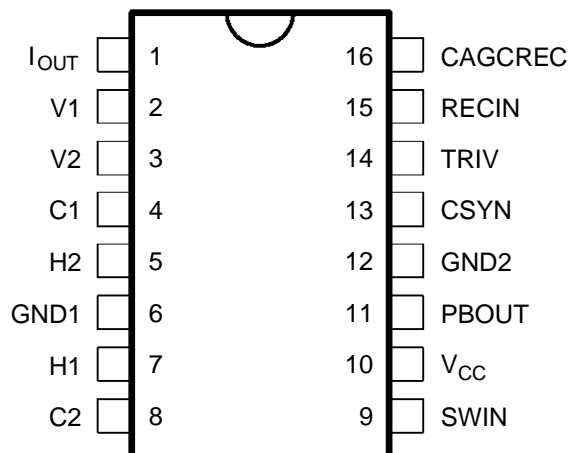 IOUT 1 16 CAGCREC
V1 2 15 RECIN
V2 3 14 TRIV
C1 4 13 CSYN
H2 5 12 GND2
GND1 6 11 PBOUT
H1 7 10 VCC
C2 8 9 SWIN